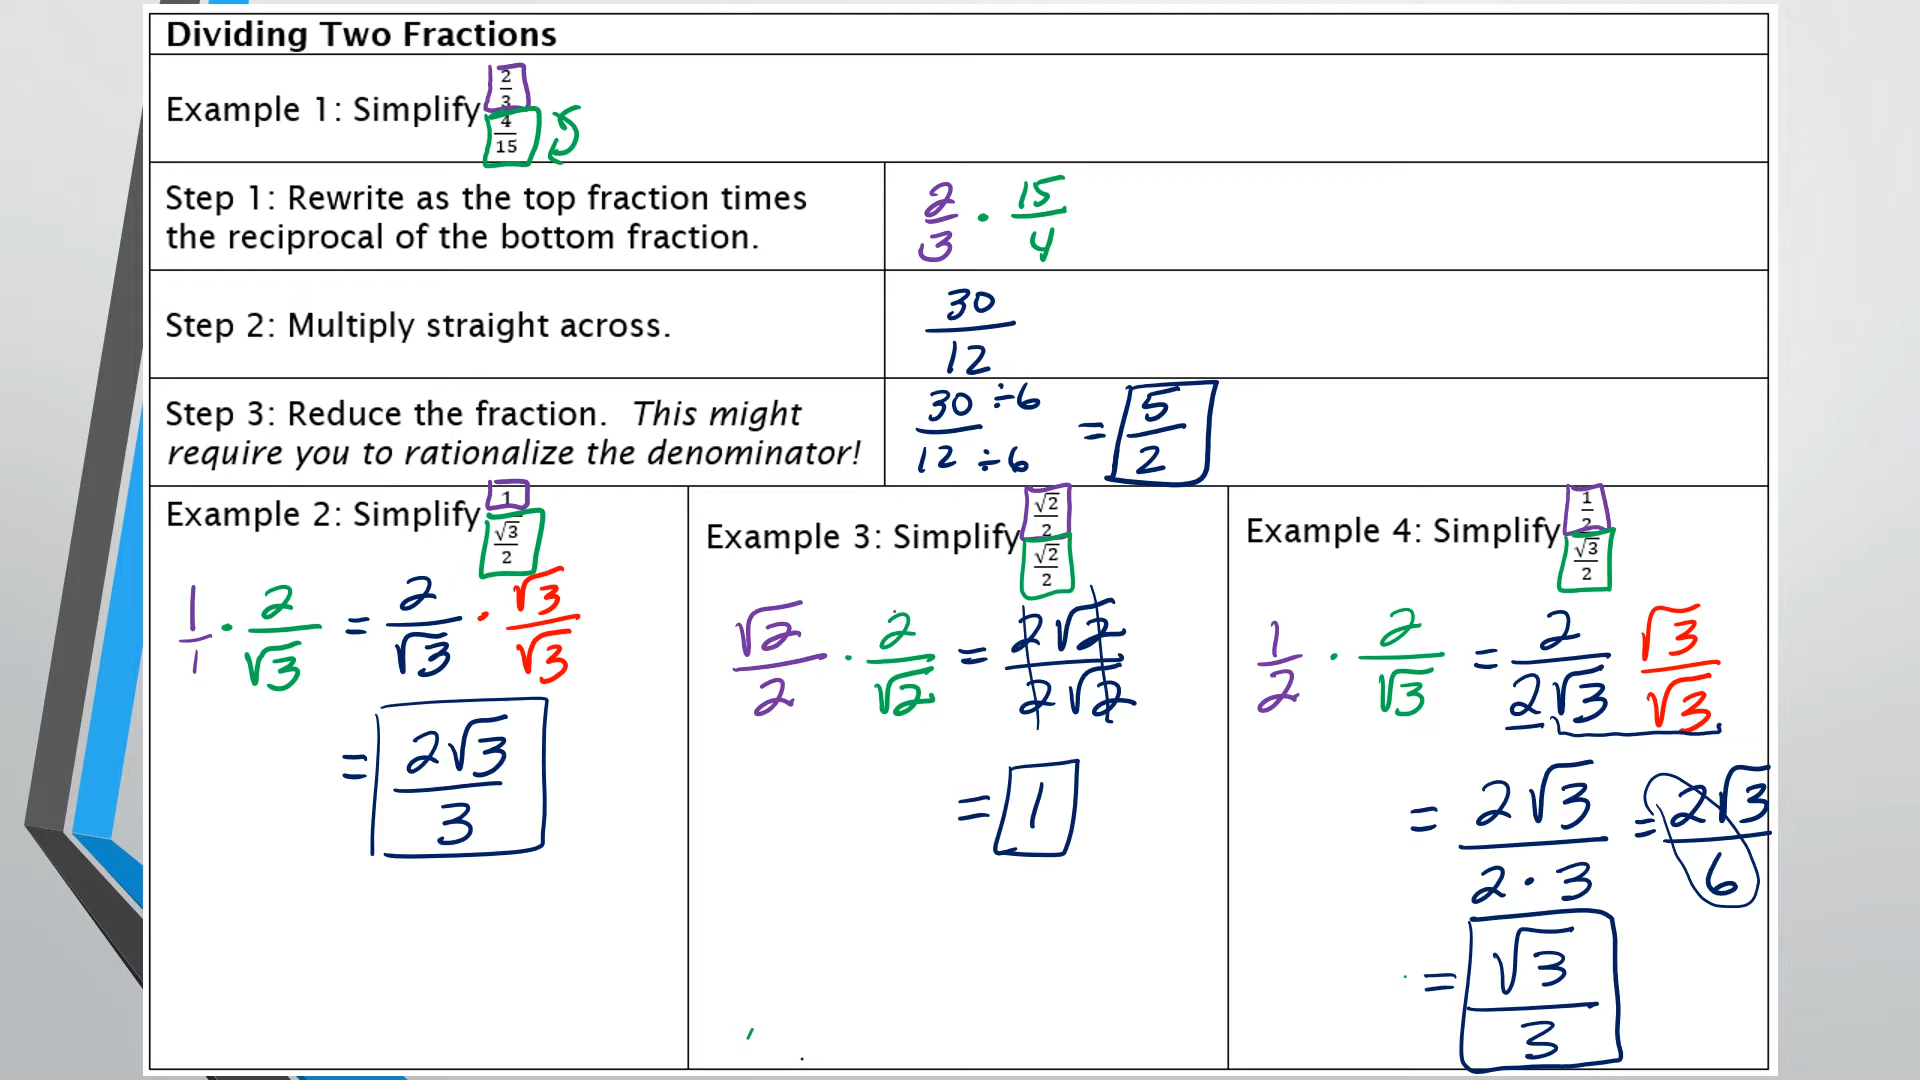 Dividing Two Fractions
Example 1: Simplify (2/3)/(4/15)
Step 1: Rewrite as the top fraction times
the reciprocal of the bottom fraction.
2/3 · 15/4
Step 2: Multiply straight across.
30/12
Step 3: Reduce the fraction. This might
require you to rationalize the denominator!
30 ÷6 / 12 ÷6 = 5/2
Example 2: Simplify 1/(√3/2)
1/1 · 2/√3 = 2/√3 · √3/√3
= 2√3/3
Example 3: Simplify (√2/2)/(√2/2)
√2/2 · 2/√2 = 2√2/2√2
= 1
Example 4: Simplify (1/2)/(√3/2)
1/2 · 2/√3 = 2/2√3 √3/√3
= 2√3/2·3 = 2√3/6
= √3/3